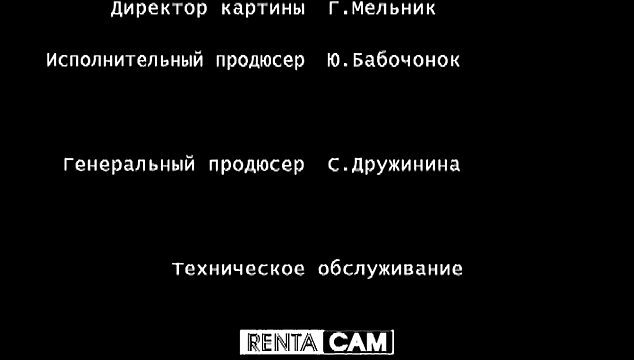 Директор картины Г.Мельник
Исполнительный продюсер Ю.Бабочонок
Генеральный продюсер С.Дружинина
Техническое обслуживание
RENTA CAM